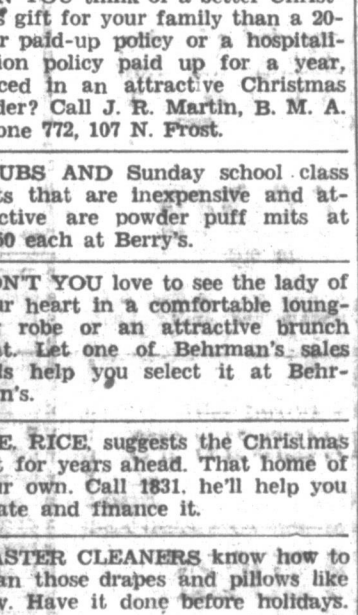 think of a better Christ-
gift for your family than a 20-
r paid-up policy or a hospitali-
ion policy paid up for a year,
ced in an attractive Christmas
der? Call J. R. Martin, B. M. A.
one 772, 107 N. Frost.
UBS AND Sunday school class
ts that are inexpensive and at-
ctive are powder puff mits at
50 each at Berry's.
N'T YOU love to see the lady of
ur heart in a comfortable loung-
robe or an attractive brunch
t. Let one of Behrman's sales
ls help you select it at Behr-
n's.
E. RICE, suggests the Christmas
t for years ahead. That home of
ur own. Call 1831. he'll help you
ate and finance it.
ASTER CLEANERS know how to
an those drapes and pillows like
w. Have it done before holidays.